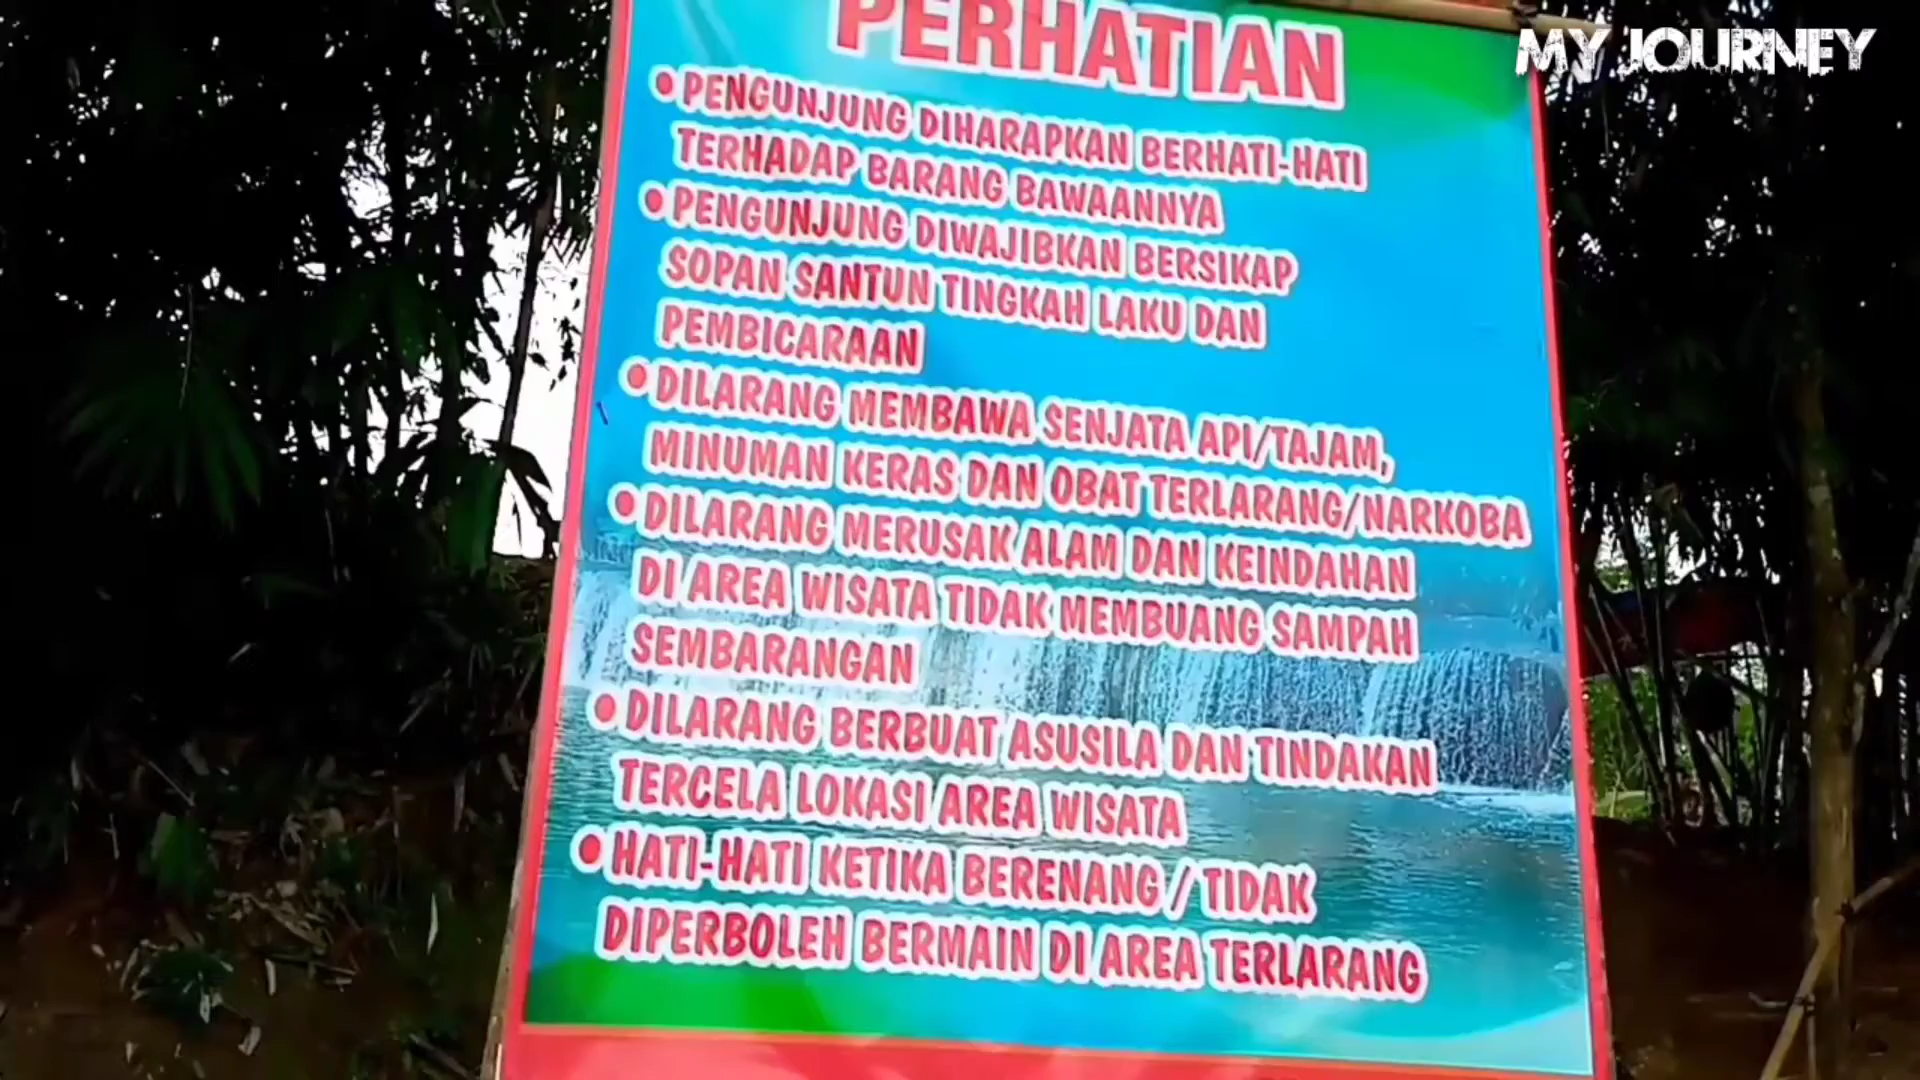 MY JOURNEY
PERHATIAN
• PENGUNJUNG DIHARAPKAN BERHATI-HATI
TERHADAP BARANG BAWAANNYA
• PENGUNJUNG DIWAJIBKAN BERSIKAP
SOPAN SANTUN TINGKAH LAKU DAN
PEMBICARAAN
• DILARANG MEMBAWA SENJATA API/TAJAM,
MINUMAN KERAS DAN OBAT TERLARANG/NARKOBA
• DILARANG MERUSAK ALAM DAN KEINDAHAN
DI AREA WISATA TIDAK MEMBUANG SAMPAH
SEMBARANGAN
• DILARANG BERBUAT ASUSILA DAN TINDAKAN
TERCELA LOKASI AREA WISATA
• HATI-HATI KETIKA BERENANG / TIDAK
DIPERBOLEH BERMAIN DI AREA TERLARANG